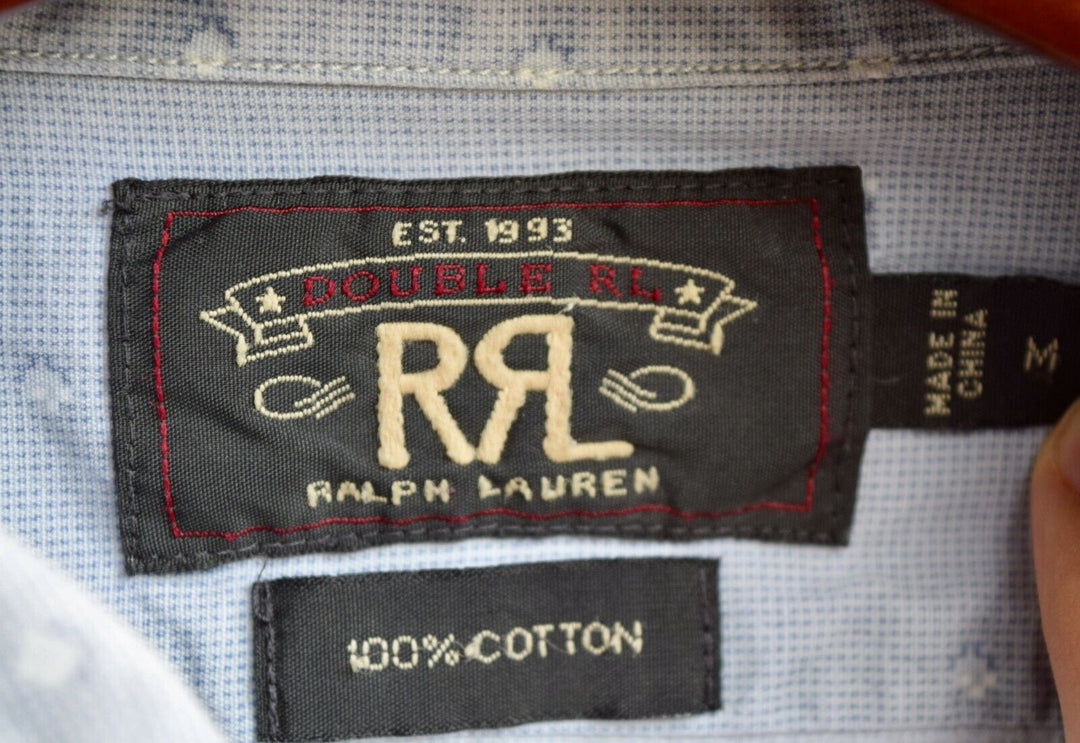 EST. 1993
DOUBLE RL
RRL
RALPH LAUREN
MADE IN
CHINA
M
100% COTTON